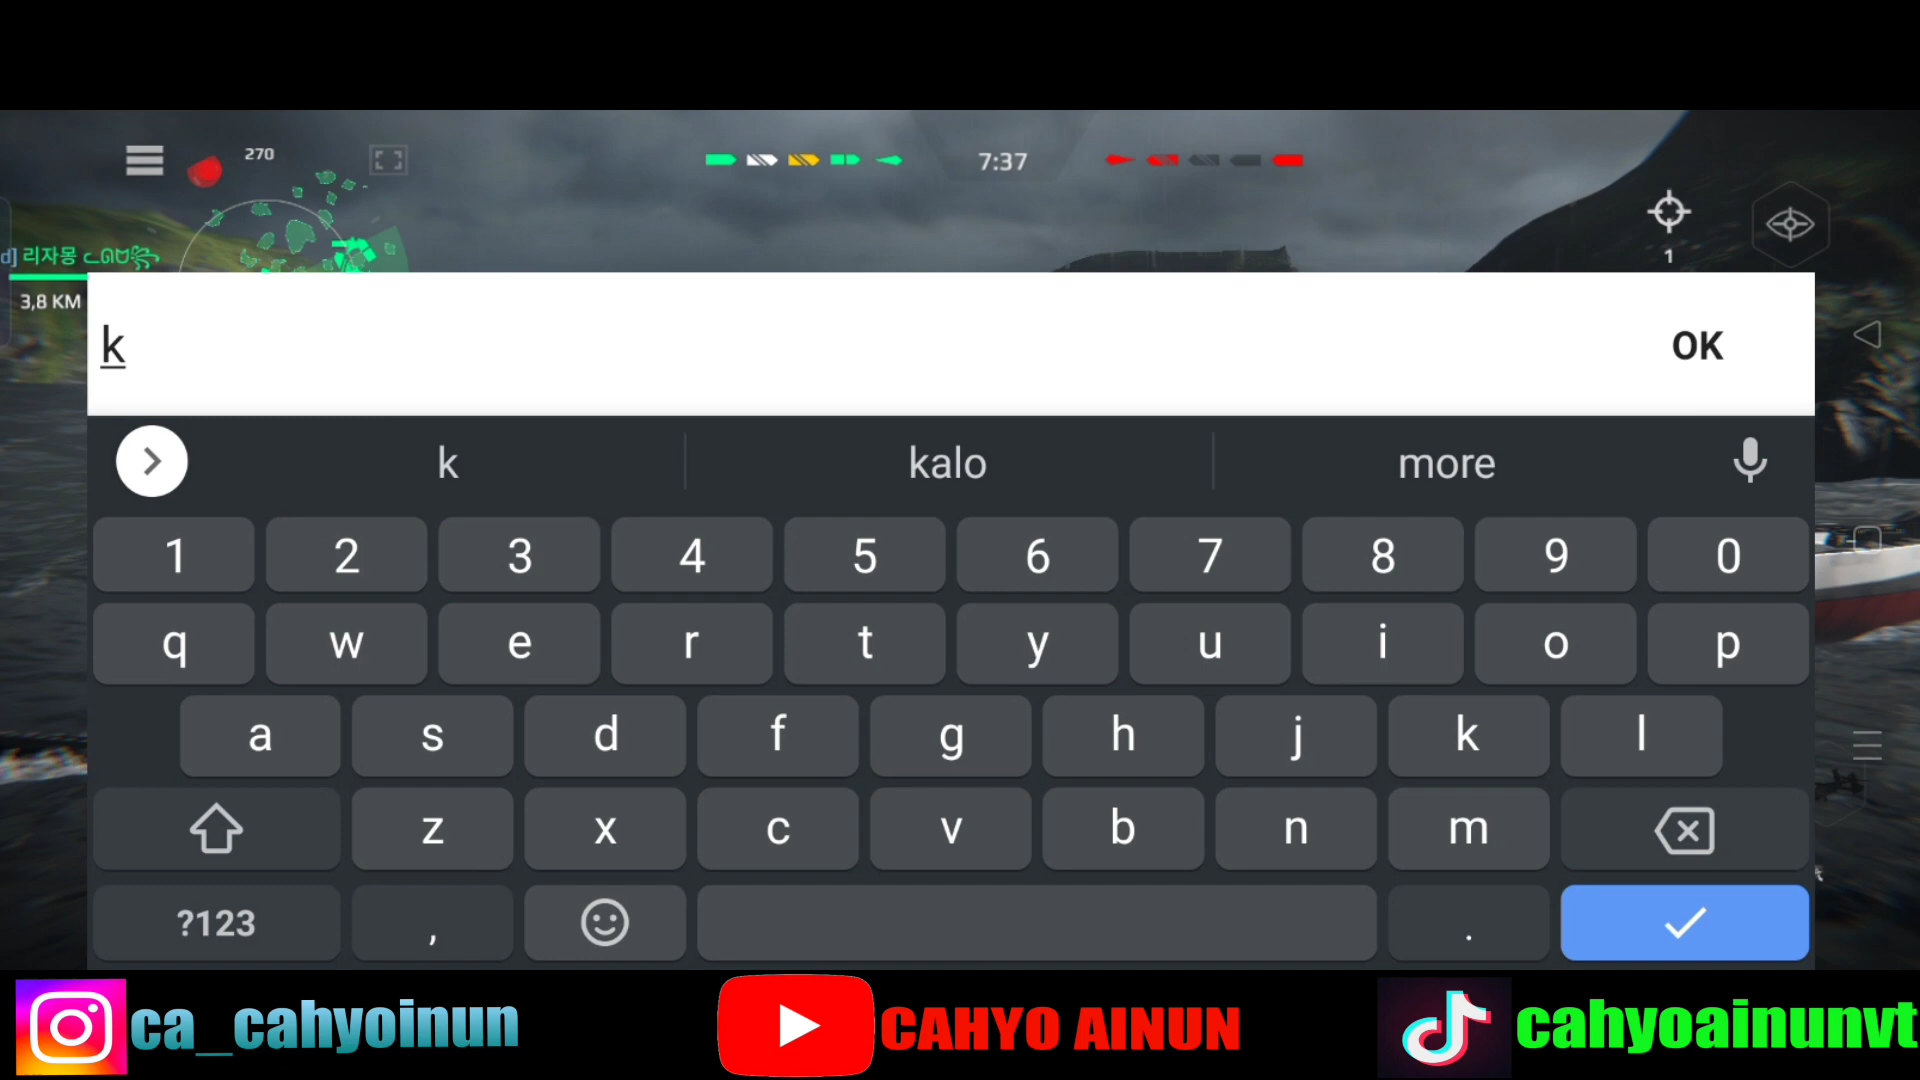 270
7:37
1
d] 리자몽
3,8 KM
k
OK
k kalo more
1 2 3 4 5 6 7 8 9 0
q w e r t y u i o p
a s d f g h j k l
z x c v b n m
?123 , .
ca_cahyoinun CAHYO AINUN cahyoainunvt